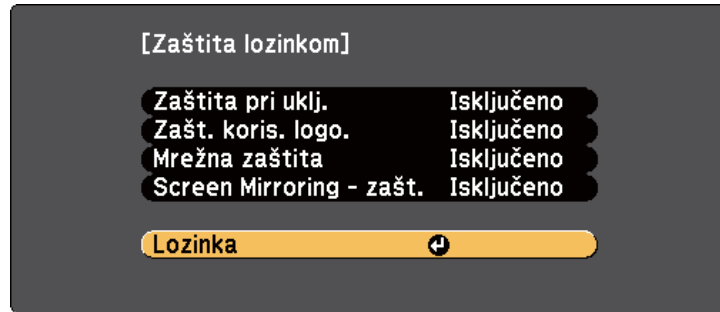 [Zaštita lozinkom]
Zaštita pri uklj. Isključeno
Zašt. koris. logo. Isključeno
Mrežna zaštita Isključeno
Screen Mirroring - zašt. Isključeno
Lozinka